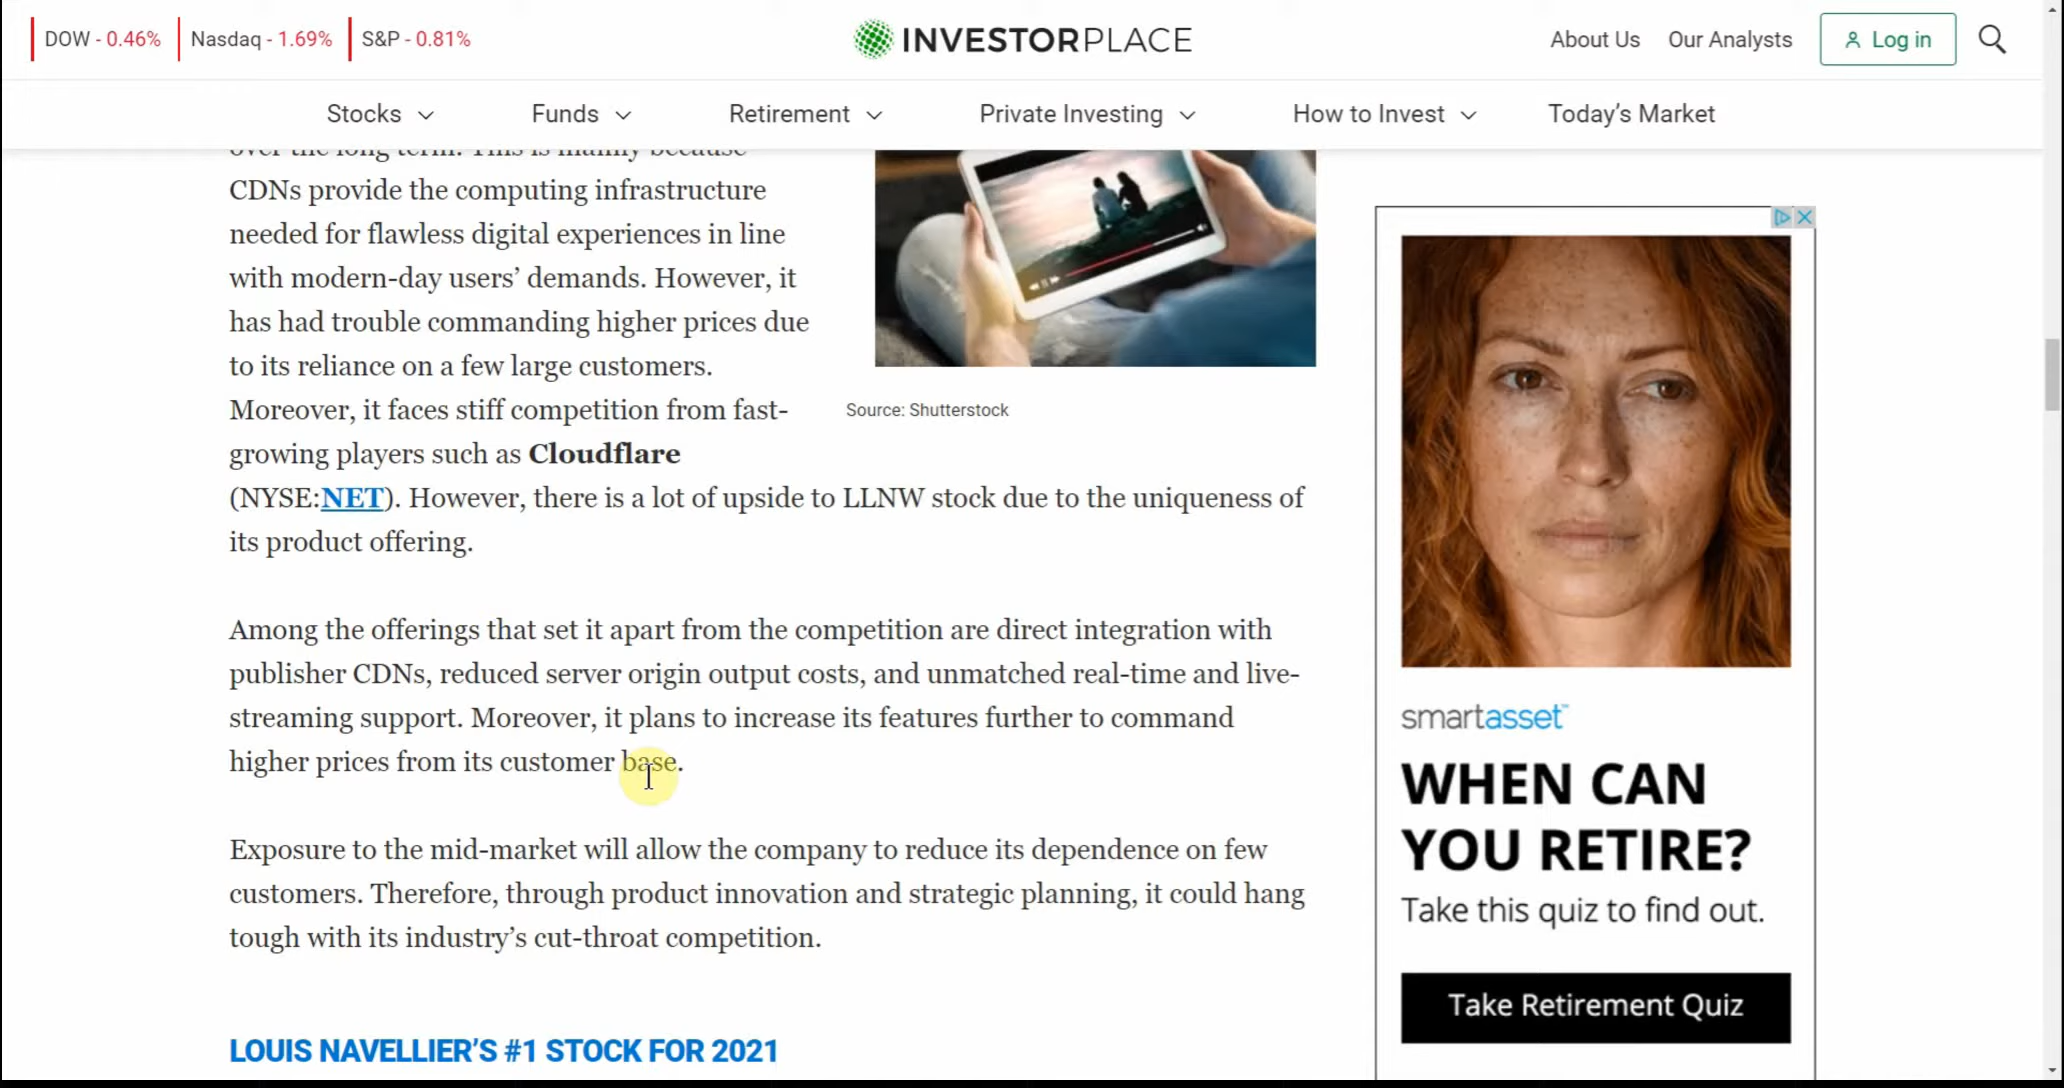 DOW - 0.46% Nasdaq - 1.69% S&P - 0.81%
INVESTORPLACE
About Us Our Analysts Log in
Stocks Funds Retirement Private Investing How to Invest Today’s Market
over the long term. This is mainly because
CDNs provide the computing infrastructure
needed for flawless digital experiences in line
with modern-day users’ demands. However, it
has had trouble commanding higher prices due
to its reliance on a few large customers.
Moreover, it faces stiff competition from fast-
growing players such as Cloudflare
(NYSE:NET). However, there is a lot of upside to LLNW stock due to the uniqueness of
its product offering.
Source: Shutterstock
Among the offerings that set it apart from the competition are direct integration with
publisher CDNs, reduced server origin output costs, and unmatched real-time and live-
streaming support. Moreover, it plans to increase its features further to command
higher prices from its customer base.
Exposure to the mid-market will allow the company to reduce its dependence on few
customers. Therefore, through product innovation and strategic planning, it could hang
tough with its industry’s cut-throat competition.
LOUIS NAVELLIER’S #1 STOCK FOR 2021
smartasset™
WHEN CAN
YOU RETIRE?
Take this quiz to find out.
Take Retirement Quiz